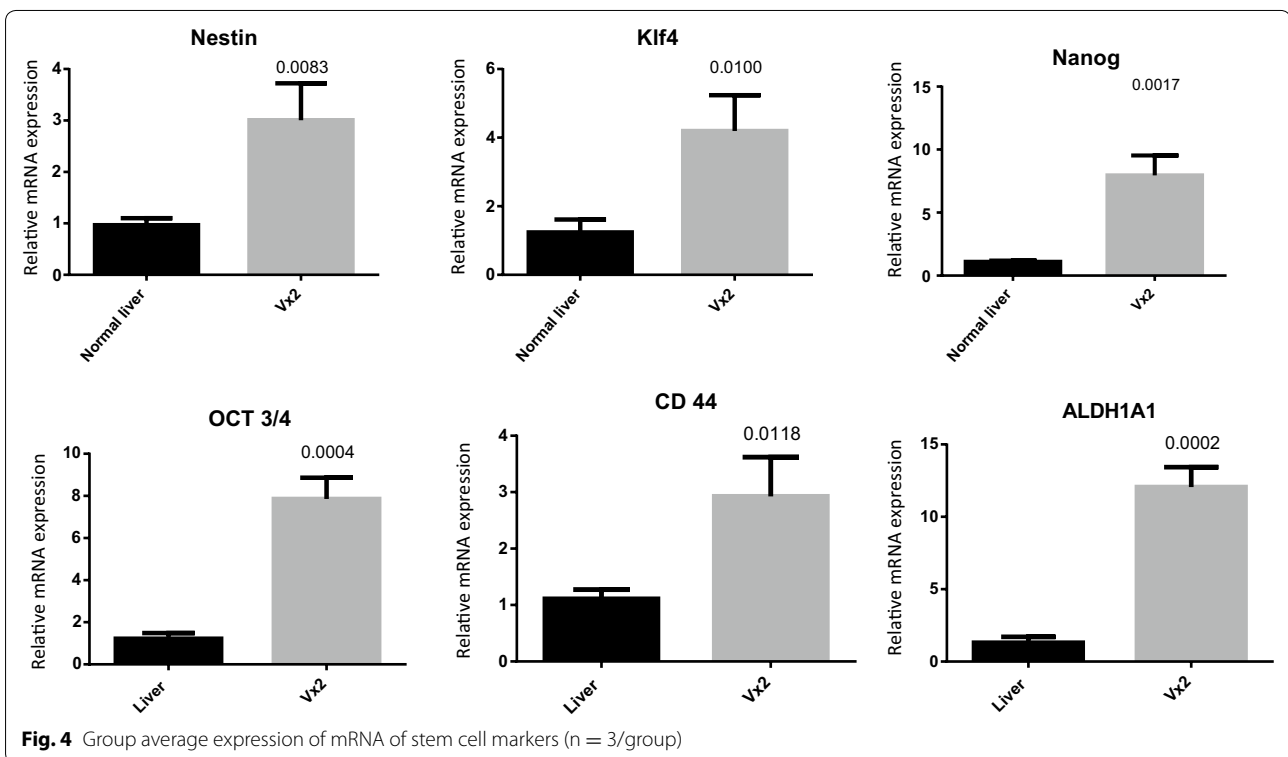 Nestin
0.0083
Relative mRNA expression
4
3
2
1
0
Normal liver
Vx2
Klf4
0.0100
Relative mRNA expression
6
4
2
0
Normal liver
Vx2
Nanog
0.0017
Relative mRNA expression
15
10
5
0
Normal liver
Vx2
OCT 3/4
0.0004
Relative mRNA expression
10
8
6
4
2
0
Liver
Vx2
CD 44
0.0118
Relative mRNA expression
4
3
2
1
0
Liver
Vx2
ALDH1A1
0.0002
Relative mRNA expression
15
10
5
0
Liver
Vx2
Fig. 4 Group average expression of mRNA of stem cell markers (n = 3/group)